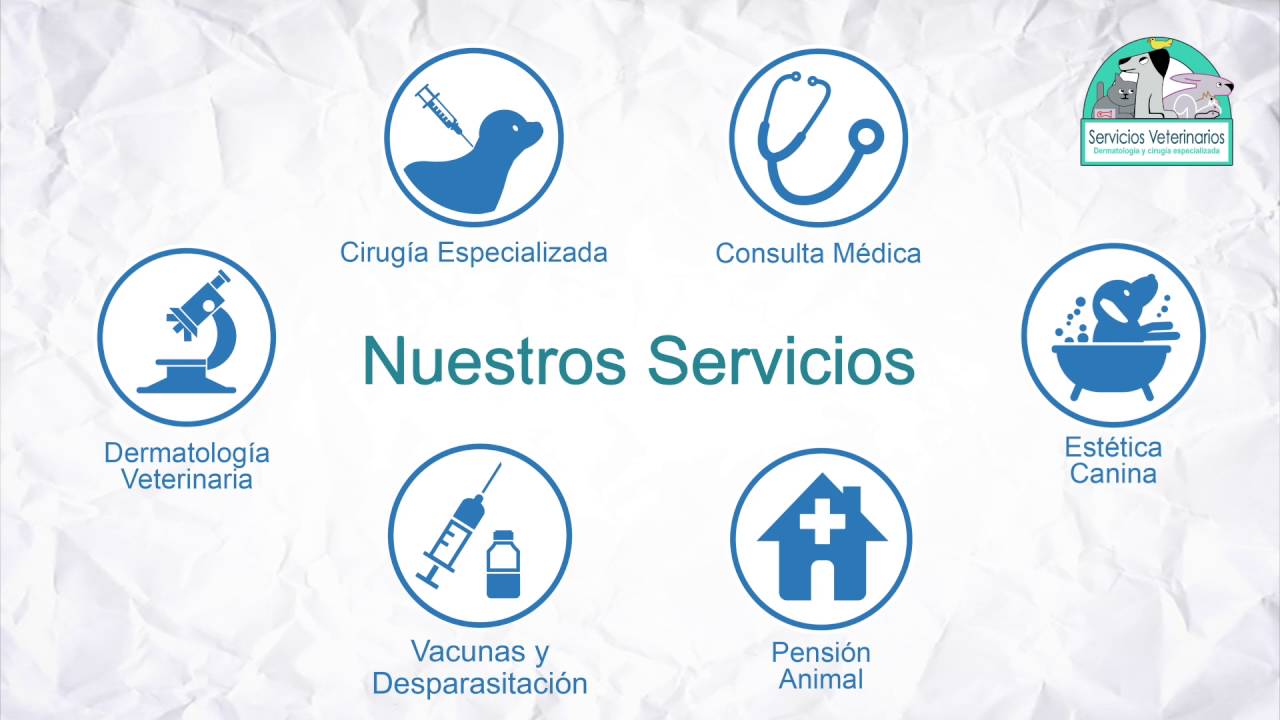 Servicios Veterinarios
Dermatología y cirugía especializada
Cirugía Especializada
Consulta Médica
Nuestros Servicios
Dermatología
Veterinaria
Estética
Canina
Vacunas y
Desparasitación
Pensión
Animal